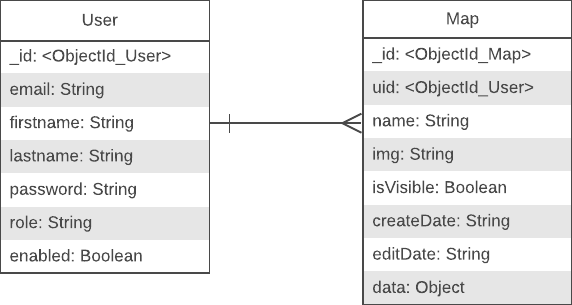 User
_id: <ObjectId_User>
email: String
firstname: String
lastname: String
password: String
role: String
enabled: Boolean
Map
_id: <ObjectId_Map>
uid: <ObjectId_User>
name: String
img: String
isVisible: Boolean
createDate: String
editDate: String
data: Object